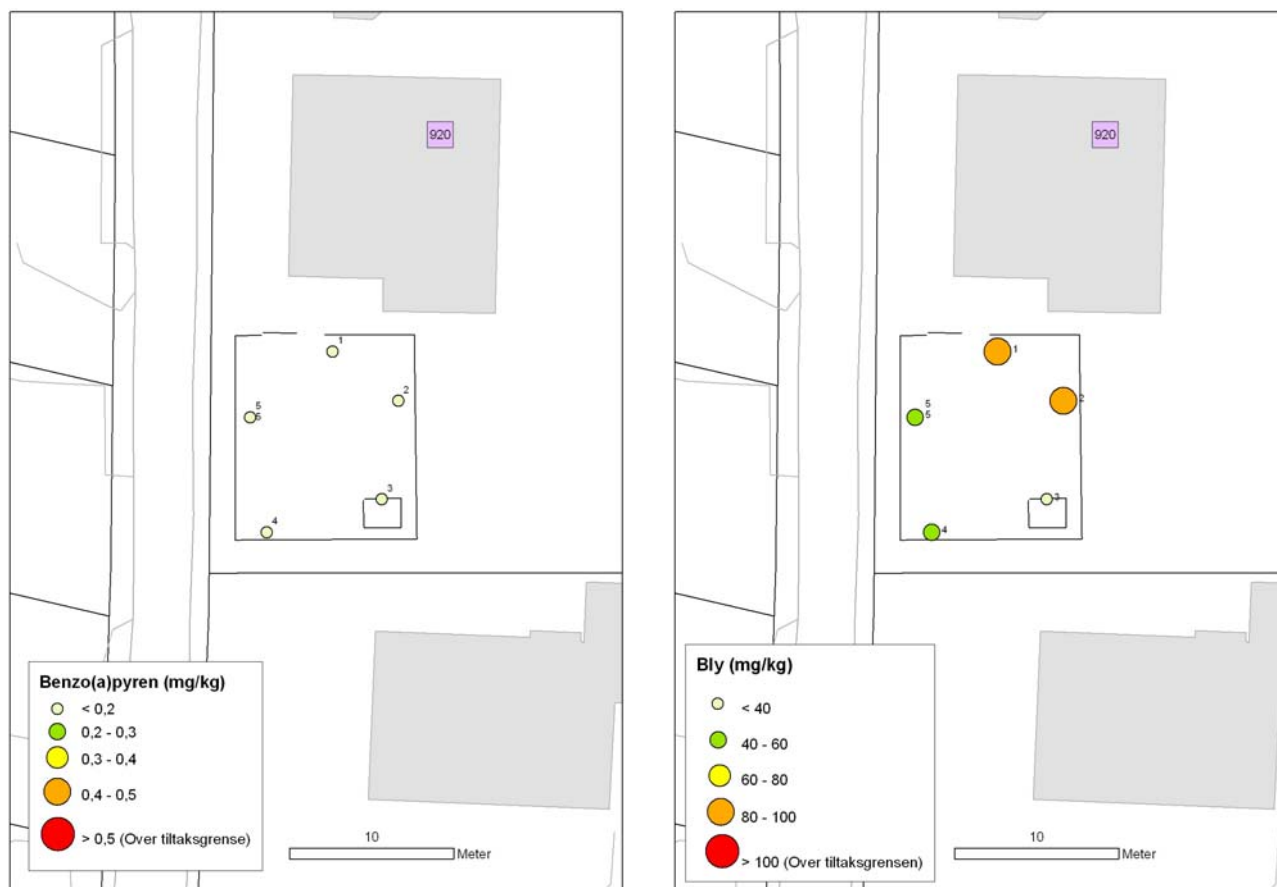 920
1
2
5
5
3
4
Benzo(a)pyren (mg/kg)
< 0,2
0,2 - 0,3
0,3 - 0,4
0,4 - 0,5
> 0,5 (Over tiltaksgrense)
10
Meter
920
1
2
5
5
3
4
Bly (mg/kg)
< 40
40 - 60
60 - 80
80 - 100
> 100 (Over tiltaksgrensen)
10
Meter